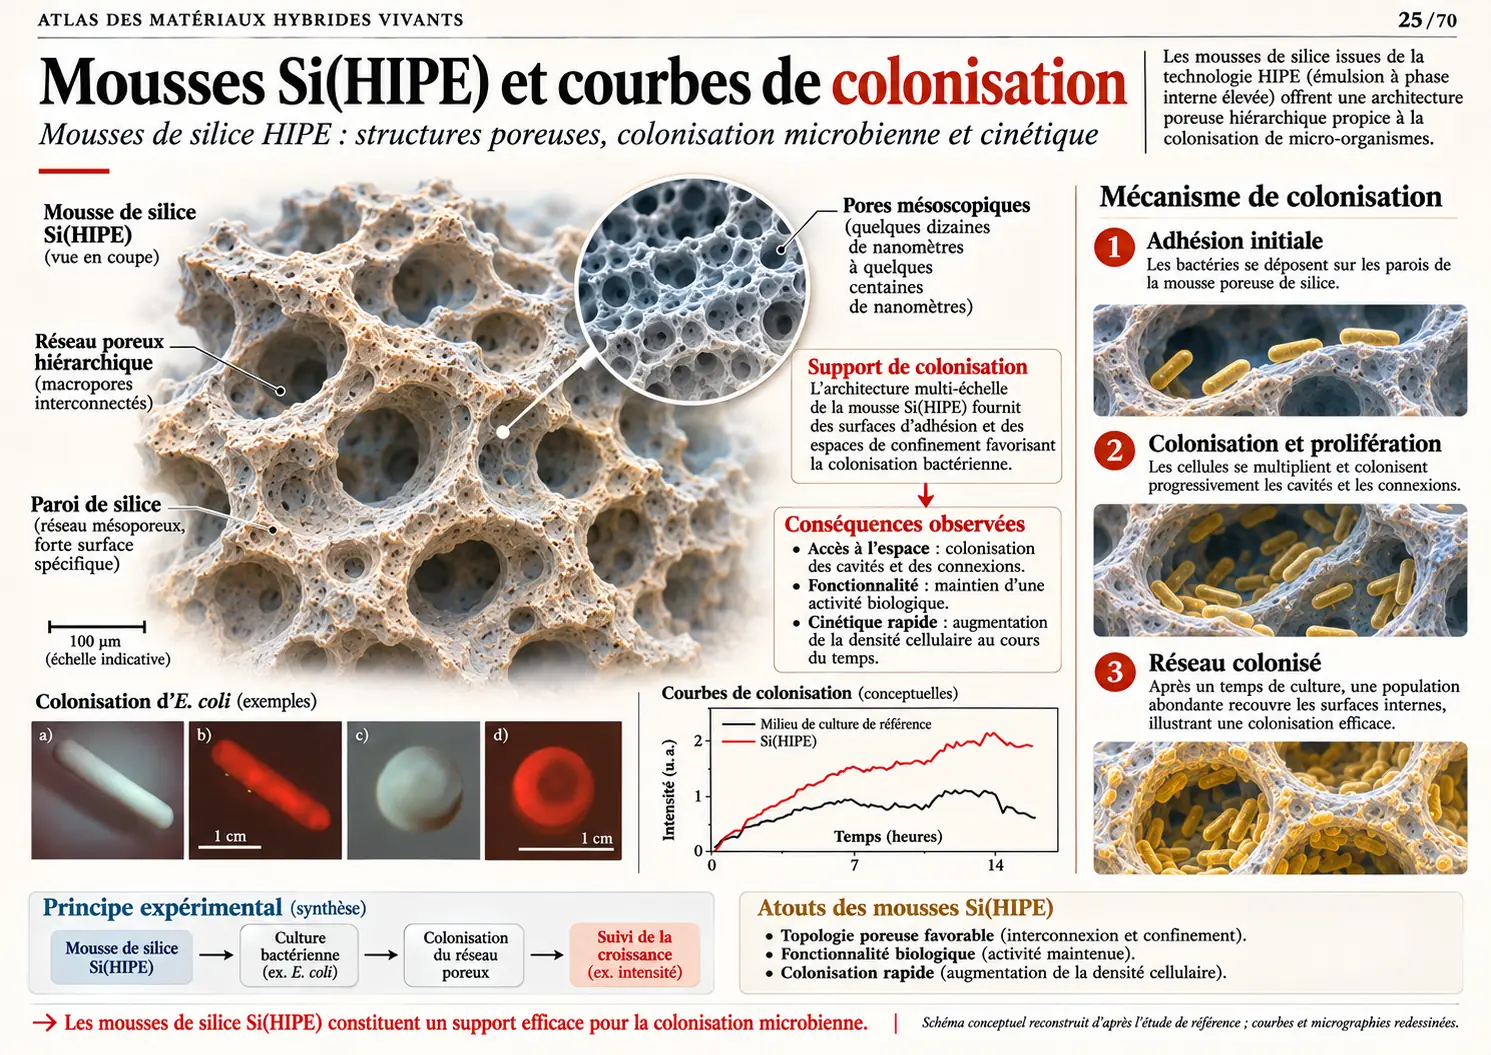 ATLAS DES MATÉRIAUX HYBRIDES VIVANTS
25/70
Mousses Si(HIPE) et courbes de colonisation
Mousses de silice HIPE : structures poreuses, colonisation microbienne et cinétique
Les mousses de silice issues de la
technologie HIPE (émulsion à phase
interne élevée) offrent une architecture
poreuse hiérarchique propice à la
colonisation de micro-organismes.
Mousse de silice
Si(HIPE)
(vue en coupe)
Réseau poreux
hiérarchique
(macropores
interconnectés)
Paroi de silice
(réseau mésoporeux,
forte surface
spécifique)
100 µm
(échelle indicative)
Pores mésoscopiques
(quelques dizaines
de nanomètres
à quelques
centaines
de nanomètres)
Support de colonisation
L'architecture multi-échelle
de la mousse Si(HIPE) fournit
des surfaces d'adhésion et des
espaces de confinement favorisant
la colonisation bactérienne.
Conséquences observées
• Accès à l'espace : colonisation
des cavités et des connexions.
• Fonctionnalité : maintien d'une
activité biologique.
• Cinétique rapide : augmentation
de la densité cellulaire au cours
du temps.
Mécanisme de colonisation
1 Adhésion initiale
Les bactéries se déposent sur les parois de
la mousse poreuse de silice.
2 Colonisation et prolifération
Les cellules se multiplient et colonisent
progressivement les cavités et les connexions.
3 Réseau colonisé
Après un temps de culture, une population
abondante recouvre les surfaces internes,
illustrant une colonisation efficace.
Colonisation d'E. coli (exemples)
a)
b)
1 cm
c)
d)
1 cm
Courbes de colonisation (conceptuelles)
Milieu de culture de référence
Si(HIPE)
Intensité (u. a.)
2
1
0
Temps (heures)
0
7
14
Principe expérimental (synthèse)
Mousse de silice
Si(HIPE)
Culture
bactérienne
(ex. E. coli)
Colonisation
du réseau
poreux
Suivi de la
croissance
(ex. intensité)
Atouts des mousses Si(HIPE)
• Topologie poreuse favorable (interconnexion et confinement).
• Fonctionnalité biologique (activité maintenue).
• Colonisation rapide (augmentation de la densité cellulaire).
→ Les mousses de silice Si(HIPE) constituent un support efficace pour la colonisation microbienne.
Schéma conceptuel reconstruit d'après l'étude de référence ; courbes et micrographies redessinées.